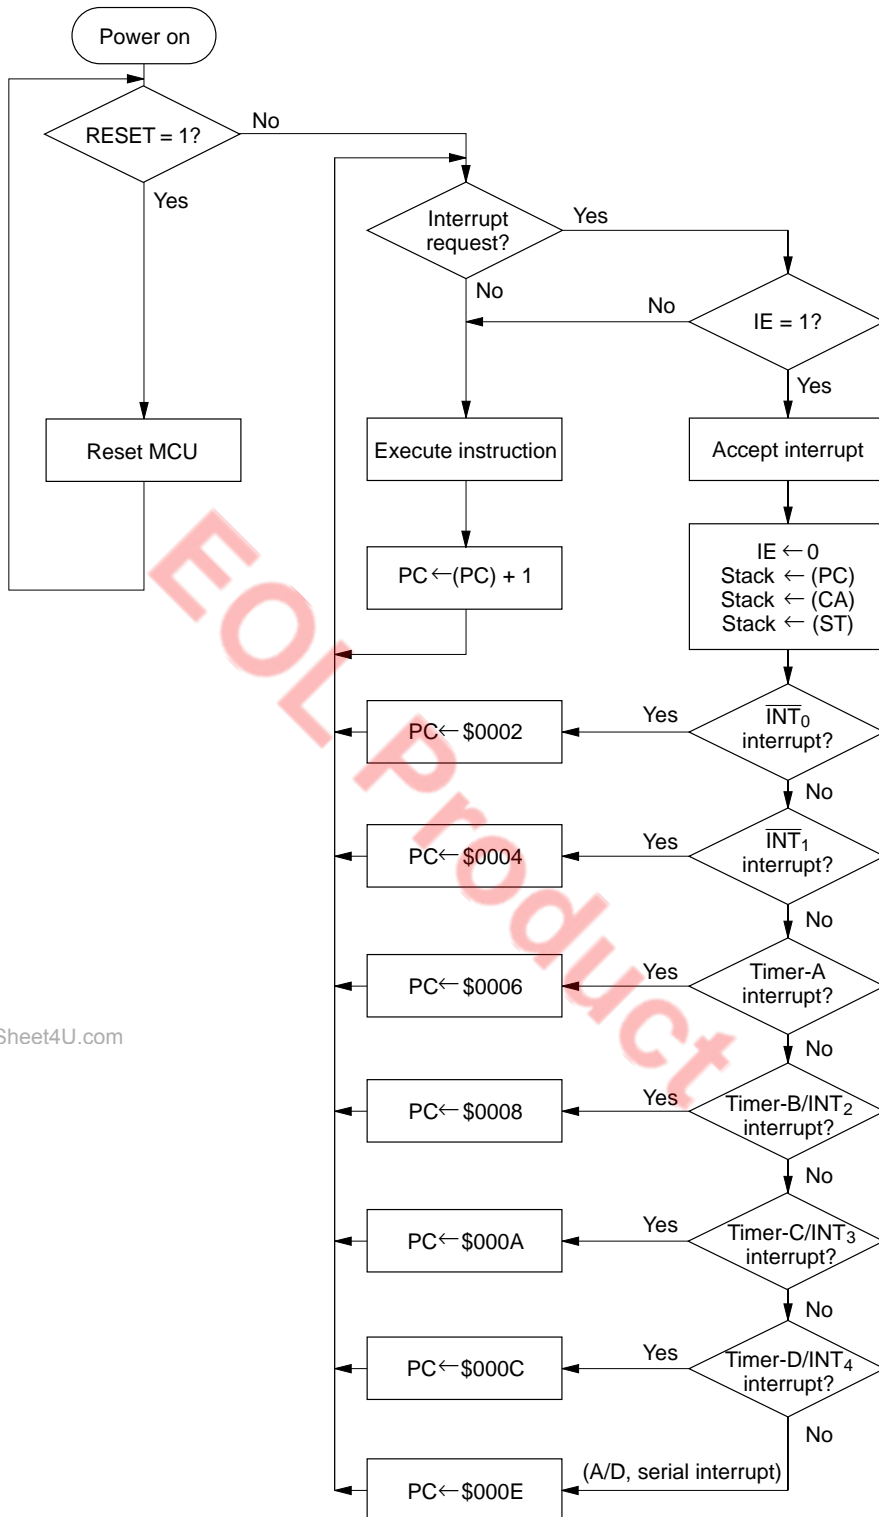 Power on
RESET = 1?
No
Yes
Interrupt
request?
Yes
No
No
IE = 1?
Yes
Reset MCU
Execute instruction
Accept interrupt
PC ← (PC) + 1
IE ← 0
Stack ← (PC)
Stack ← (CA)
Stack ← (ST)
PC ← $0002
Yes
INT̅₀
interrupt?
No
PC ← $0004
Yes
INT̅₁
interrupt?
No
PC ← $0006
Yes
Timer-A
interrupt?
No
PC ← $0008
Yes
Timer-B/INT₂
interrupt?
No
PC ← $000A
Yes
Timer-C/INT₃
interrupt?
No
PC ← $000C
Yes
Timer-D/INT₄
interrupt?
No
(A/D, serial interrupt)
PC ← $000E
EOL Product
Sheet4U.com